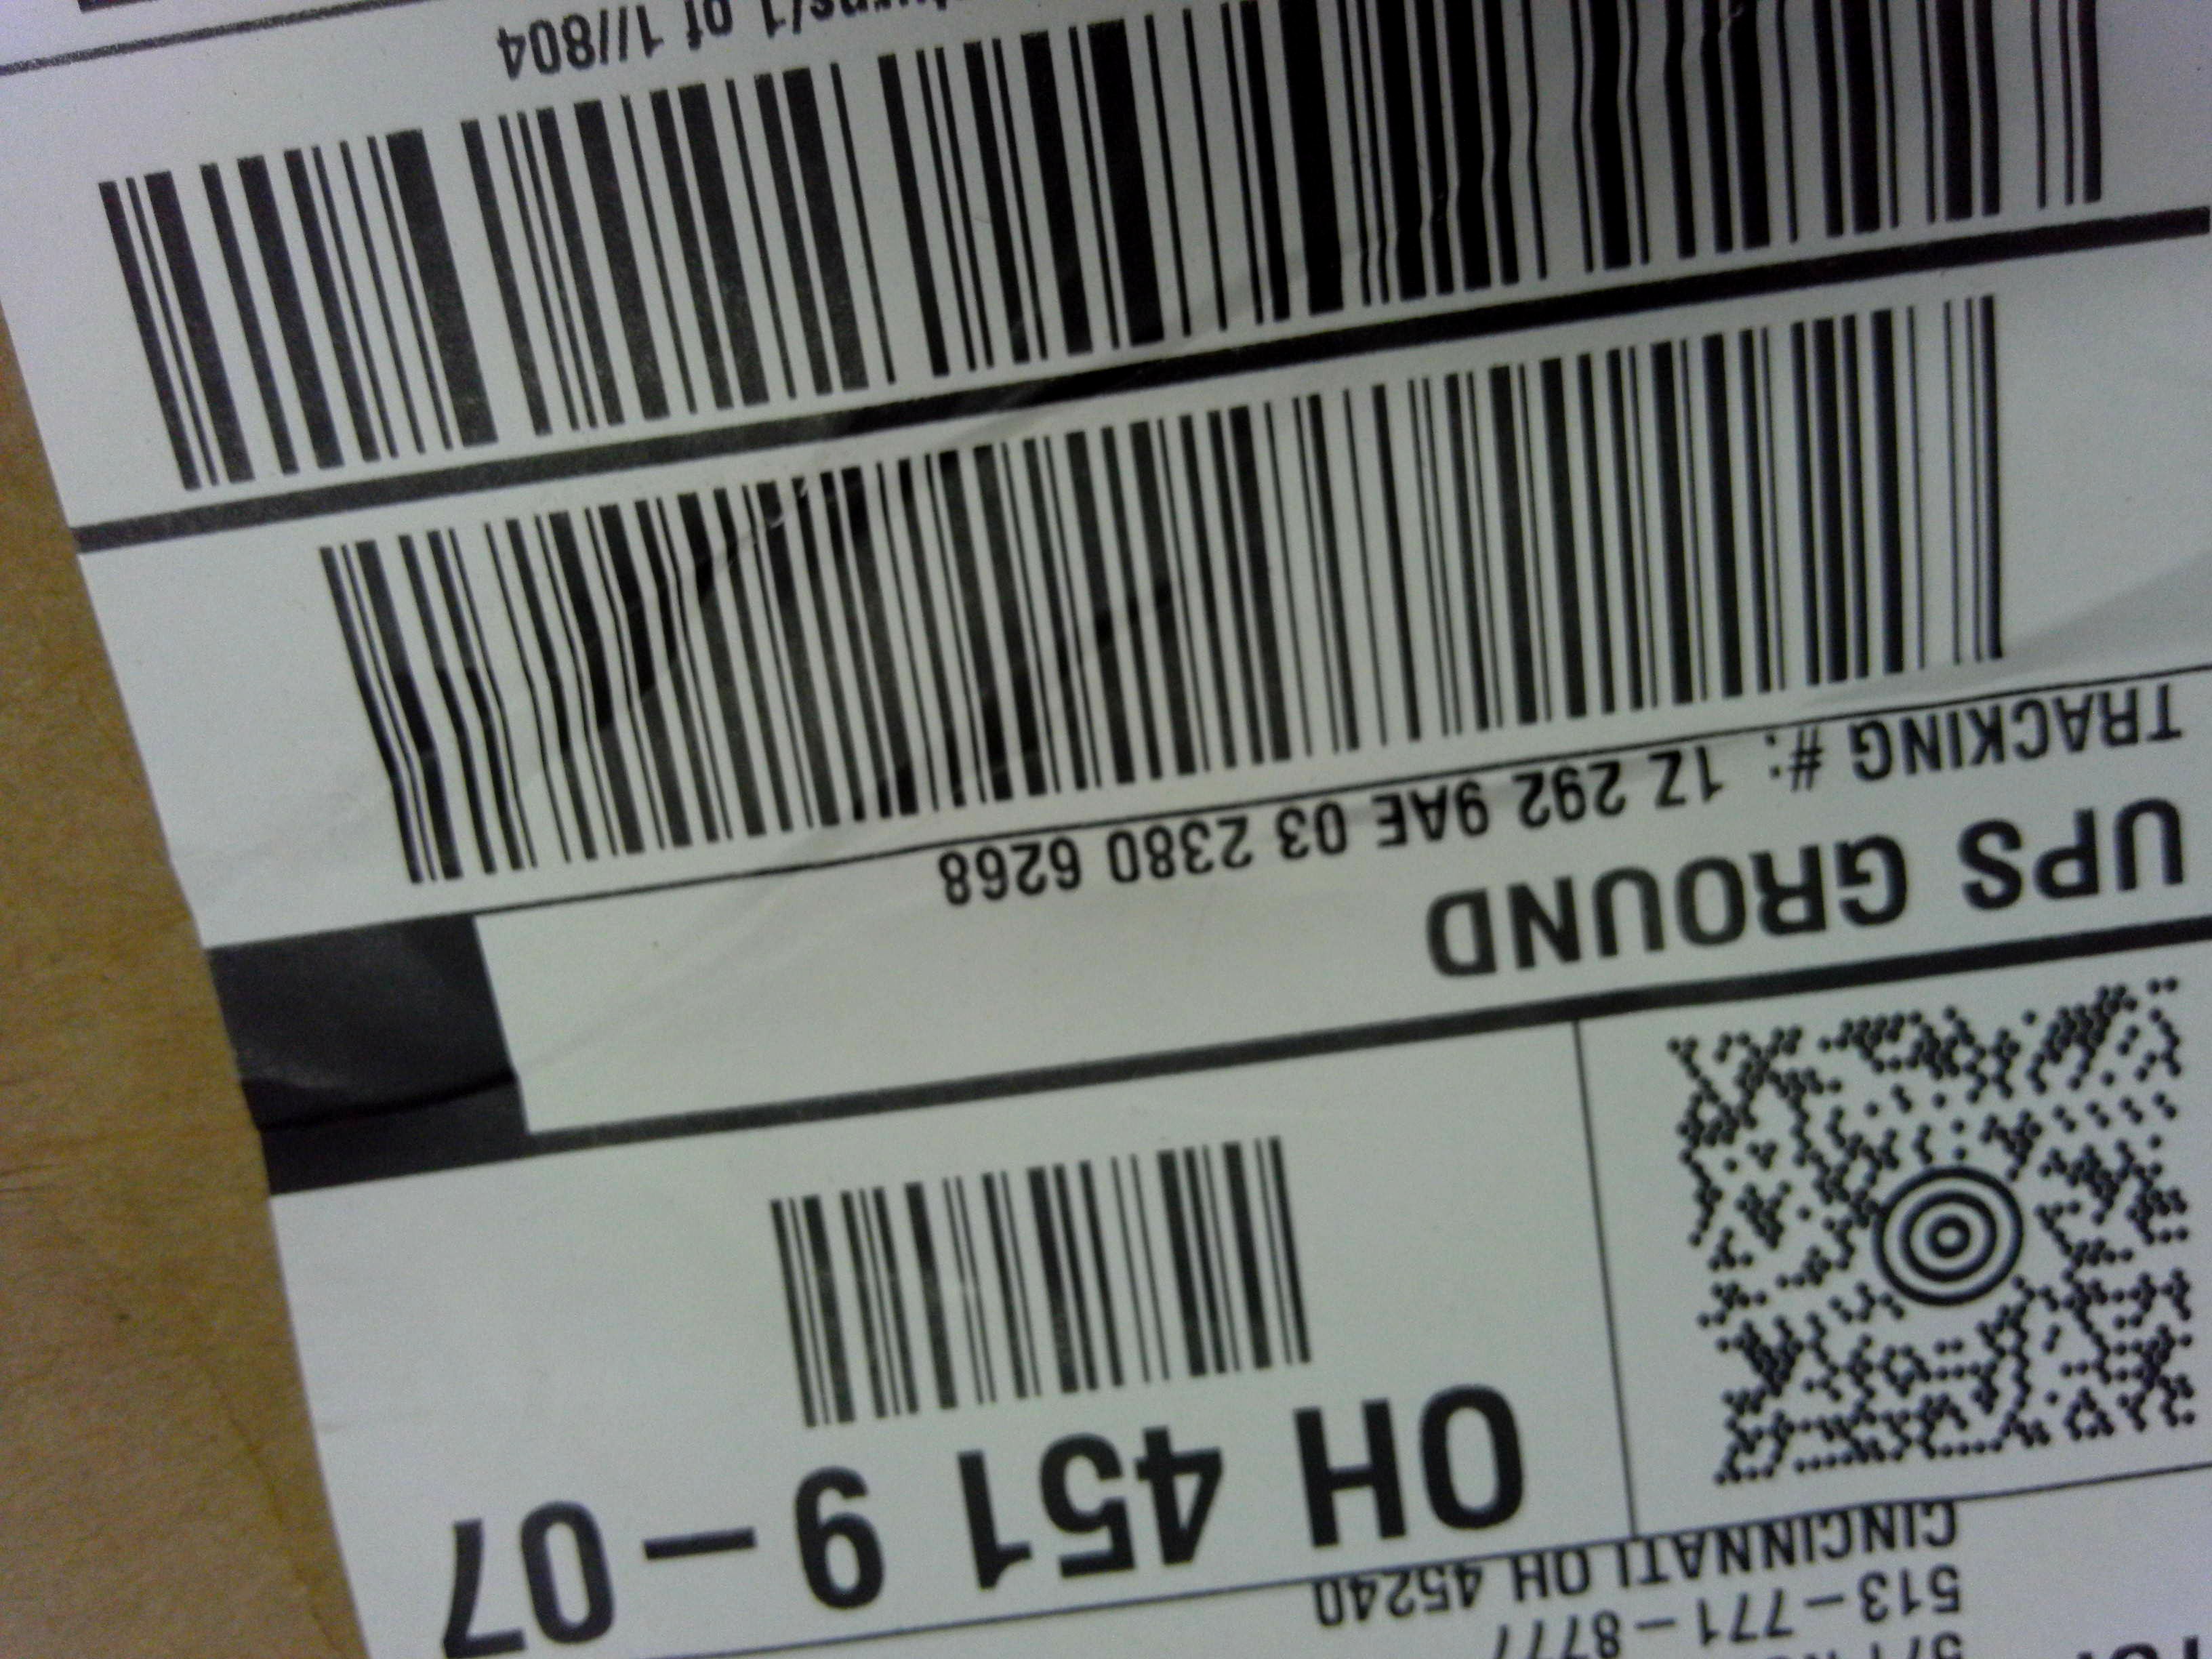 513-771-8777
CINCINNATI OH 45240
OH 451 9-07
UPS GROUND
TRACKING #: 1Z 292 9AE 03 2380 6268
1 of 1//804